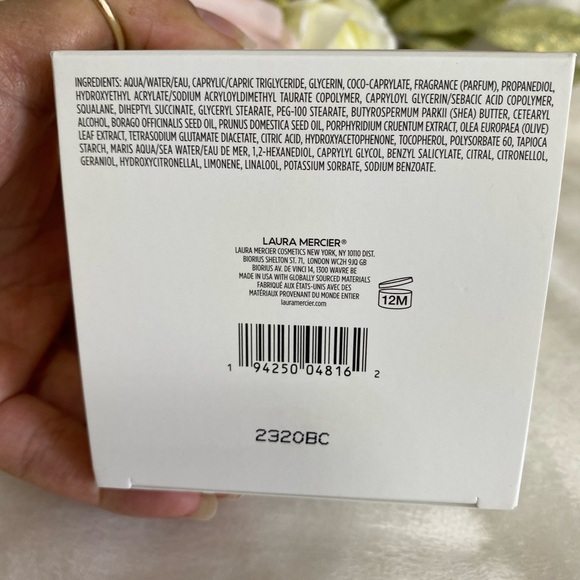 INGREDIENTS: AQUA/WATER/EAU, CAPRYLIC/CAPRIC TRIGLYCERIDE, GLYCERIN, COCO-CAPRYLATE, FRAGRANCE (PARFUM), PROPANEDIOL,
HYDROXYETHYL ACRYLATE/SODIUM ACRYLOYLDIMETHYL TAURATE COPOLYMER, CAPRYLOYL GLYCERIN/SEBACIC ACID COPOLYMER,
SQUALANE, DIHEPTYL SUCCINATE, GLYCERYL STEARATE, PEG-100 STEARATE, BUTYROSPERMUM PARKII (SHEA) BUTTER, CETEARYL
ALCOHOL, BORAGO OFFICINALIS SEED OIL, PRUNUS DOMESTICA SEED OIL, PORPHYRIDIUM CRUENTUM EXTRACT, OLEA EUROPAEA (OLIVE)
LEAF EXTRACT, TETRASODIUM GLUTAMATE DIACETATE, CITRIC ACID, HYDROXYACETOPHENONE, TOCOPHEROL, POLYSORBATE 60, TAPIOCA
STARCH, MARIS AQUA/SEA WATER/EAU DE MER, 1,2-HEXANEDIOL, CAPRYLYL GLYCOL, BENZYL SALICYLATE, CITRAL, CITRONELLOL,
GERANIOL, HYDROXYCITRONELLAL, LIMONENE, LINALOOL, POTASSIUM SORBATE, SODIUM BENZOATE.
LAURA MERCIER®
LAURA MERCIER COSMETICS NEW YORK, NY 10110 DIST.
BIORIUS SHELTON ST. 71, LONDON WC2H 9JQ GB
BIORIUS AV. DE VINCI 14, 1300 WAVRE BE
MADE IN USA WITH GLOBALLY SOURCED MATERIALS
FABRIQUÉ AUX ÉTATS-UNIS AVEC DES
MATÉRIAUX PROVENANT DU MONDE ENTIER
lauramercier.com
12M
1 94250 04816 2
2320BC